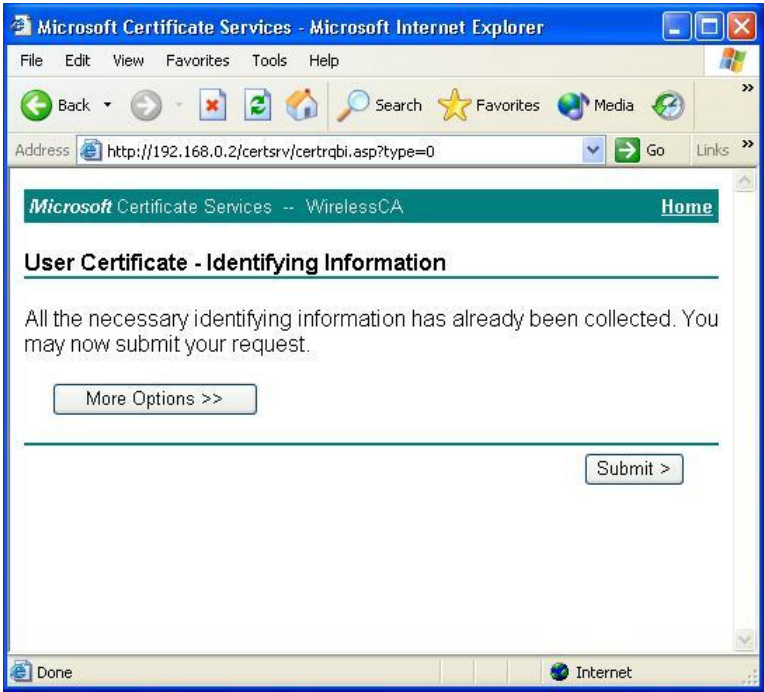 Microsoft Certificate Services - Microsoft Internet Explorer
File Edit View Favorites Tools Help
Back Search Favorites Media »
Address http://192.168.0.2/certsrv/certrqbi.asp?type=0 Go Links »
Microsoft Certificate Services -- WirelessCA Home
User Certificate - Identifying Information
All the necessary identifying information has already been collected. You
may now submit your request.
More Options >>
Submit >
Done Internet